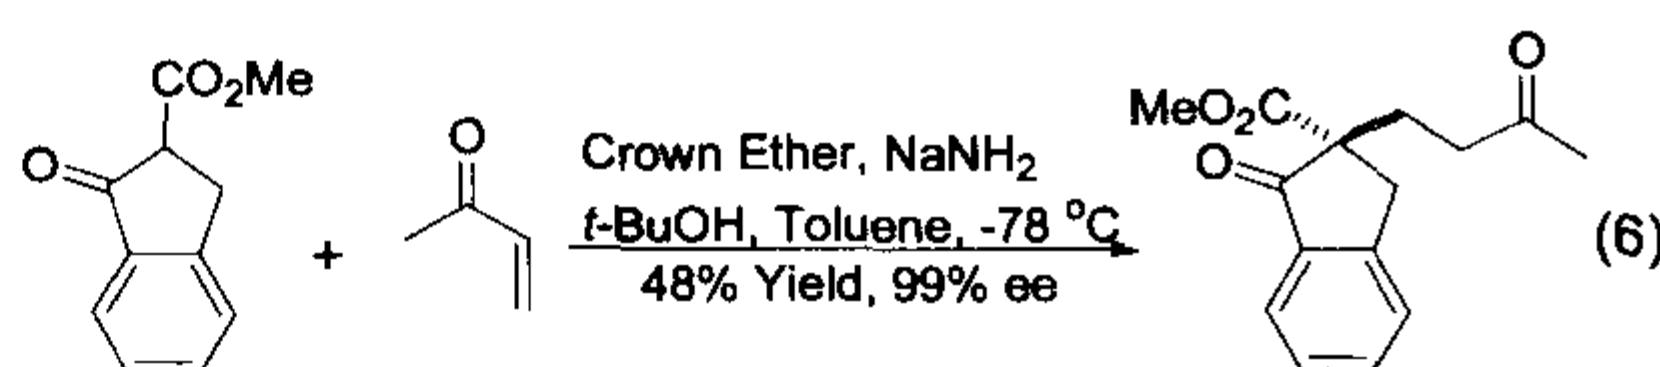 CO₂Me
O
+
O
Crown Ether, NaNH₂
t-BuOH, Toluene, -78 °C
48% Yield, 99% ee
MeO₂C
O
O
(6)